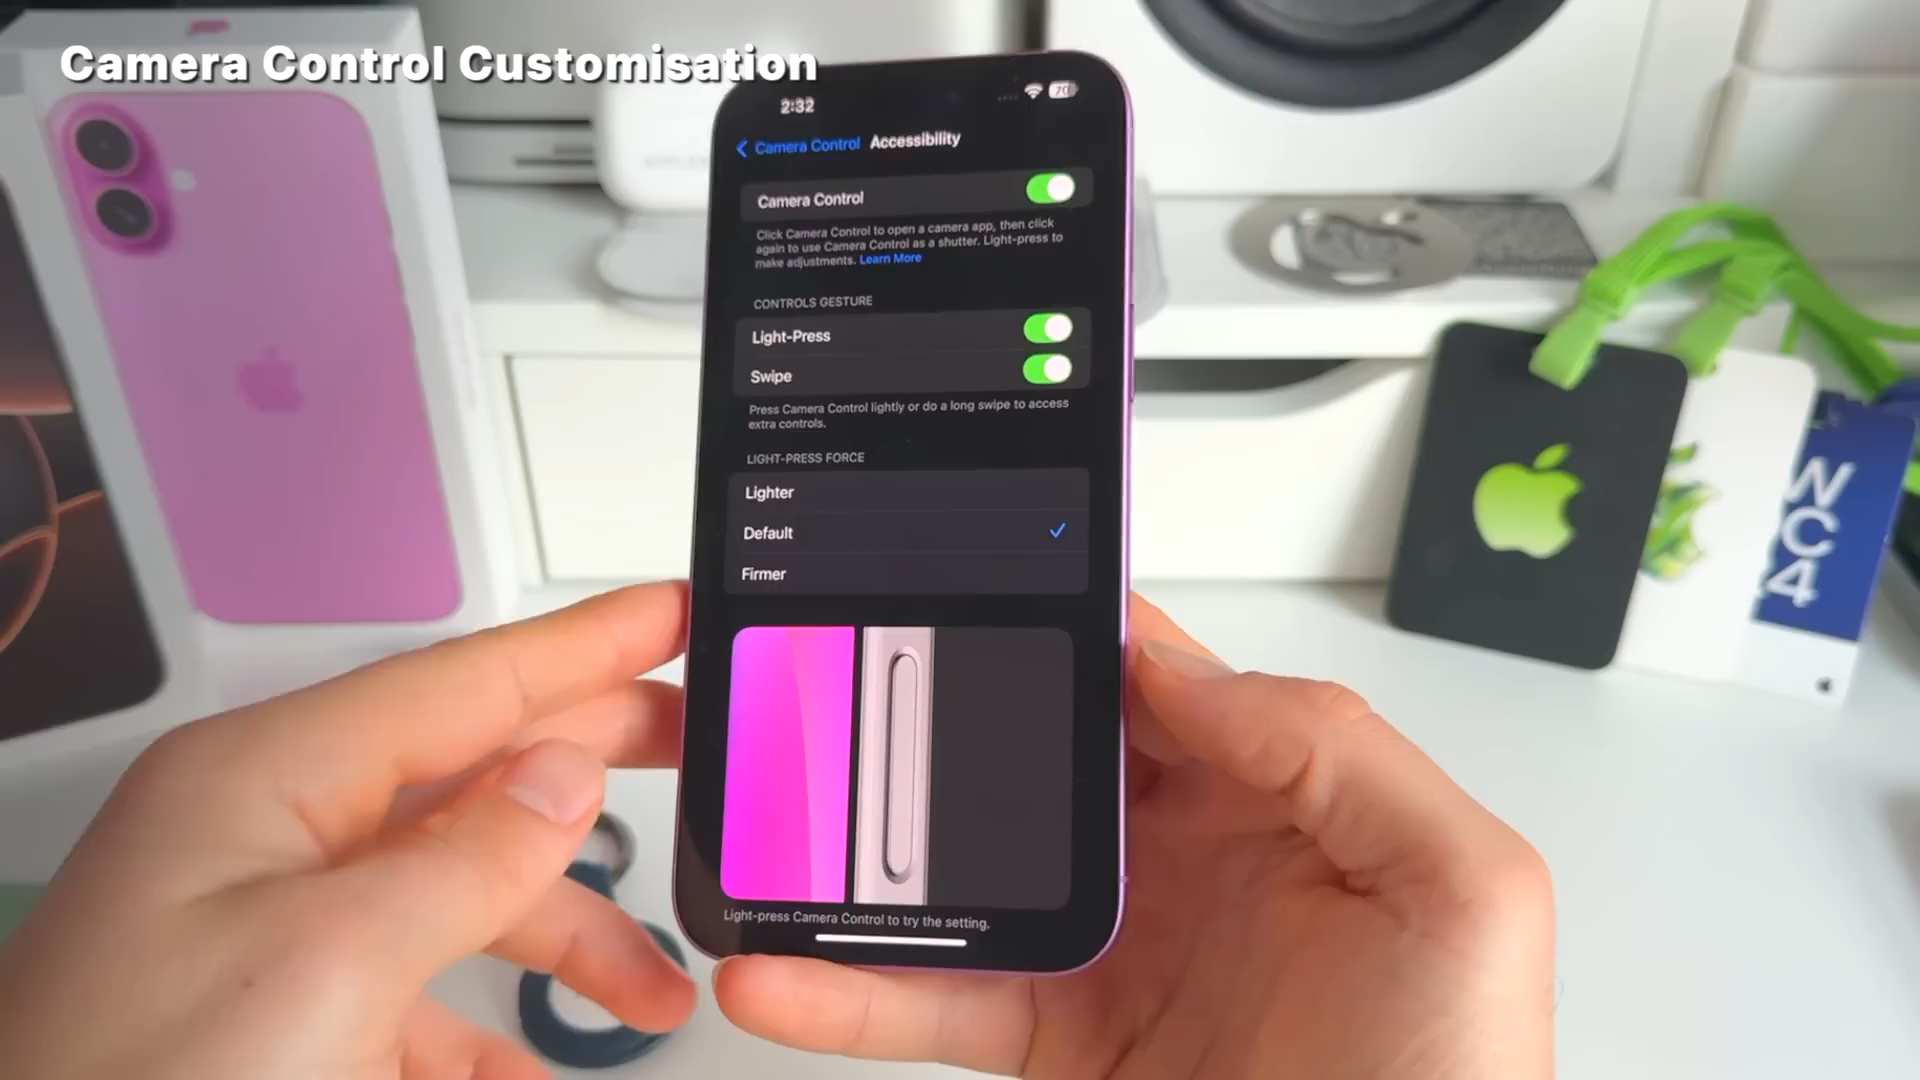 Camera Control Customisation
2:32
70
Camera Control Accessibility
Camera Control
Click Camera Control to open a camera app, then click
again to use Camera Control as a shutter. Light-press to
make adjustments. Learn More
CONTROLS GESTURE
Light-Press
Swipe
Press Camera Control lightly or do a long swipe to access
extra controls.
LIGHT-PRESS FORCE
Lighter
Default
Firmer
Light-press Camera Control to try the setting.
W
C
4